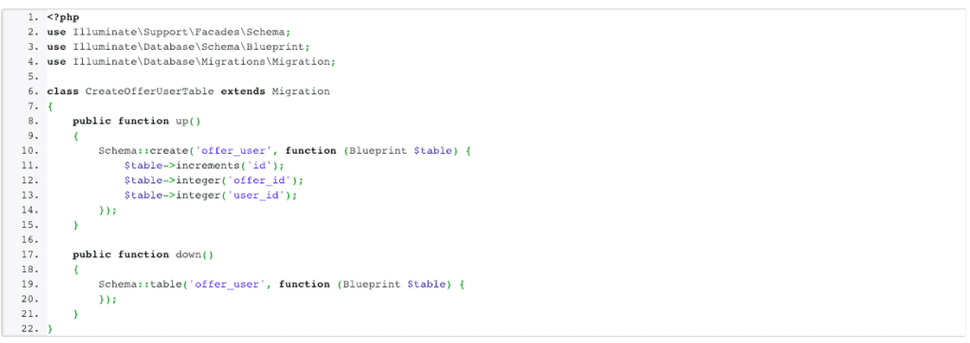 1. <?php
2. use Illuminate\Support\Facades\Schema;
3. use Illuminate\Database\Schema\Blueprint;
4. use Illuminate\Database\Migrations\Migration;
5.
6. class CreateOfferUserTable extends Migration
7. {
8.     public function up()
9.     {
10.         Schema::create('offer_user', function (Blueprint $table) {
11.             $table->increments('id');
12.             $table->integer('offer_id');
13.             $table->integer('user_id');
14.         });
15.     }
16.
17.     public function down()
18.     {
19.         Schema::table('offer_user', function (Blueprint $table) {
20.         });
21.     }
22. }